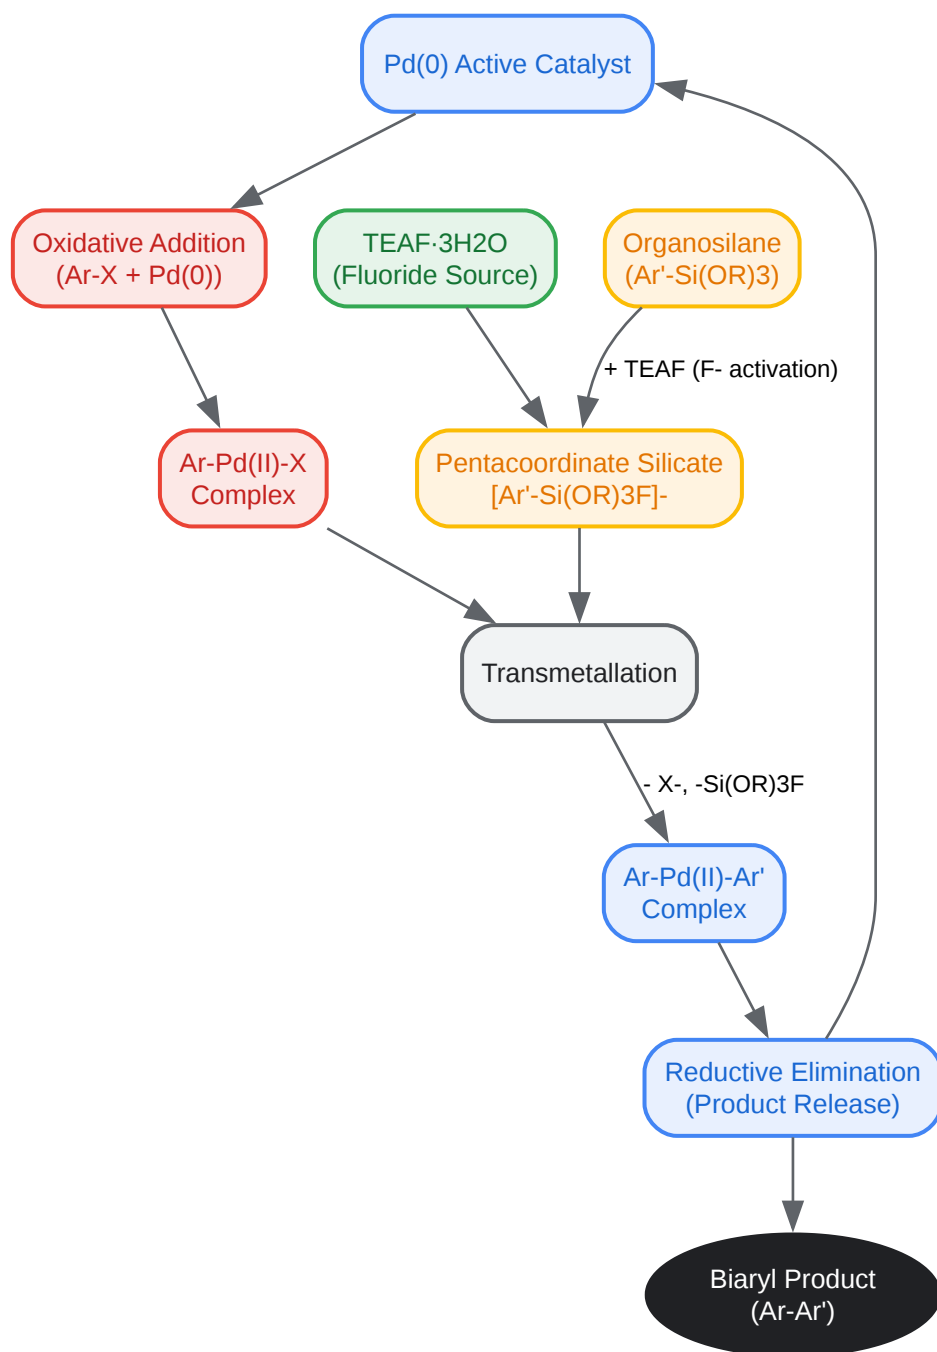 Pd(0) Active Catalyst
Oxidative Addition
(Ar-X + Pd(0))
TEAF·3H2O
(Fluoride Source)
Organosilane
(Ar'-Si(OR)3)
+ TEAF (F- activation)
Ar-Pd(II)-X
Complex
Pentacoordinate Silicate
[Ar'-Si(OR)3F]-
Transmetallation
- X-, -Si(OR)3F
Ar-Pd(II)-Ar'
Complex
Reductive Elimination
(Product Release)
Biaryl Product
(Ar-Ar')